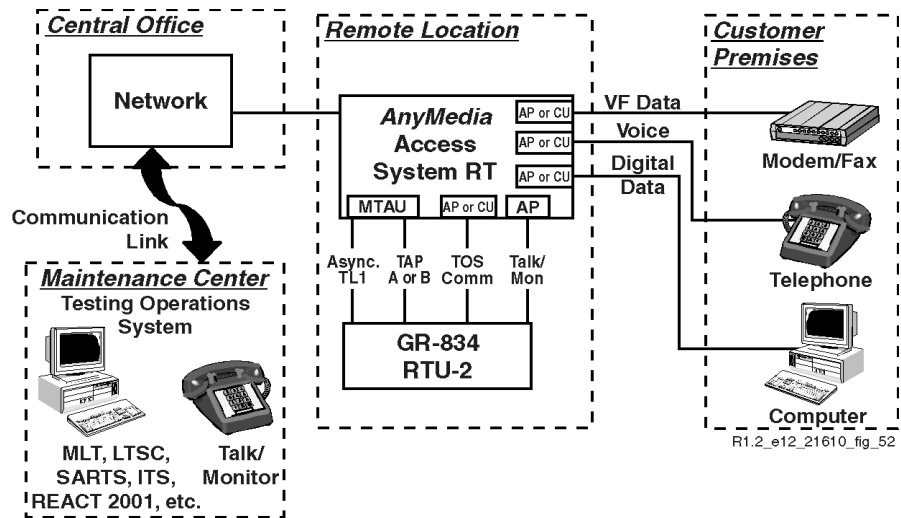 Central Office
Network
Communication
Link
Maintenance Center
Testing Operations
System
MLT, LTSC,
SARTS, ITS,
REACT 2001, etc.
Talk/
Monitor
Remote Location
AnyMedia
Access
System RT
AP or CU
AP or CU
AP or CU
MTAU
AP or CU
AP
Async.
TL1
TAP
A or B
TOS
Comm
Talk/
Mon
GR-834
RTU-2
VF Data
Voice
Digital
Data
Customer
Premises
Modem/Fax
Telephone
Computer
R1.2_e12_21610_fig_52